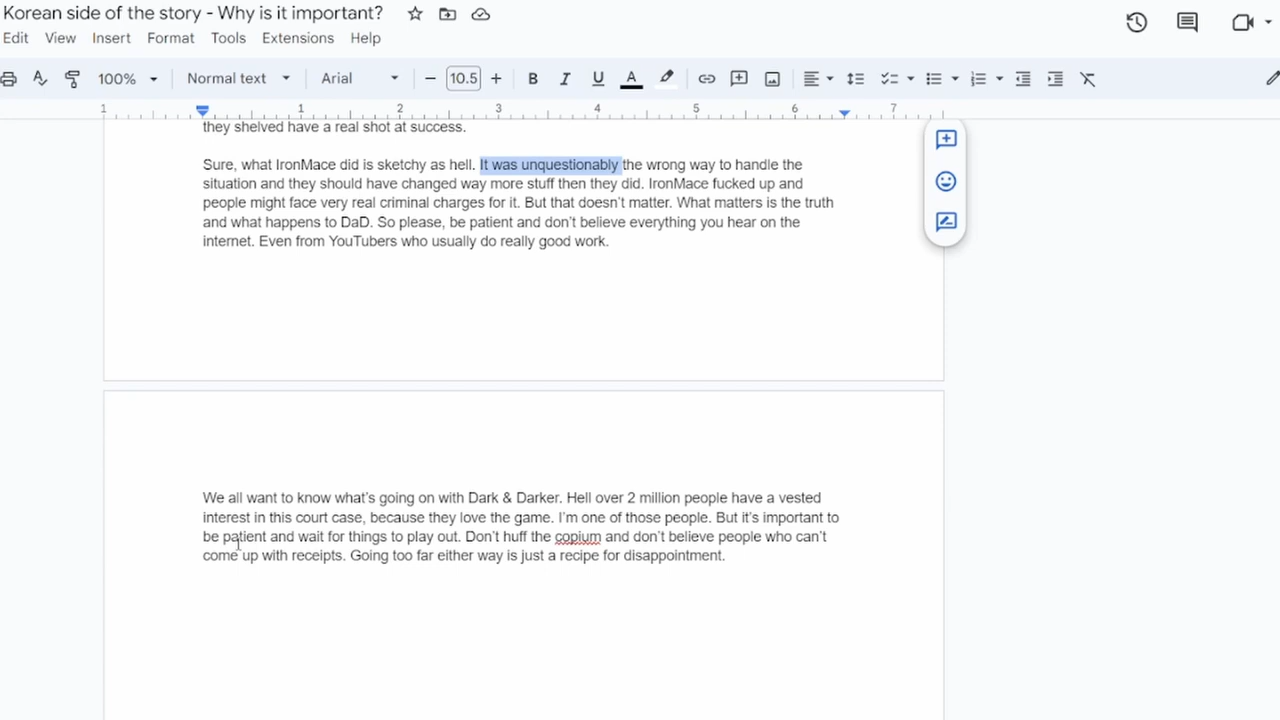 Korean side of the story - Why is it important?
Edit View Insert Format Tools Extensions Help
100% Normal text Arial - 10.5 + B I U A
1 1 2 3 4 5 6 7
they shelved have a real shot at success.
Sure, what IronMace did is sketchy as hell. It was unquestionably the wrong way to handle the
situation and they should have changed way more stuff then they did. IronMace fucked up and
people might face very real criminal charges for it. But that doesn't matter. What matters is the truth
and what happens to DaD. So please, be patient and don't believe everything you hear on the
internet. Even from YouTubers who usually do really good work.
We all want to know what's going on with Dark & Darker. Hell over 2 million people have a vested
interest in this court case, because they love the game. I'm one of those people. But it's important to
be patient and wait for things to play out. Don't huff the copium and don't believe people who can't
come up with receipts. Going too far either way is just a recipe for disappointment.